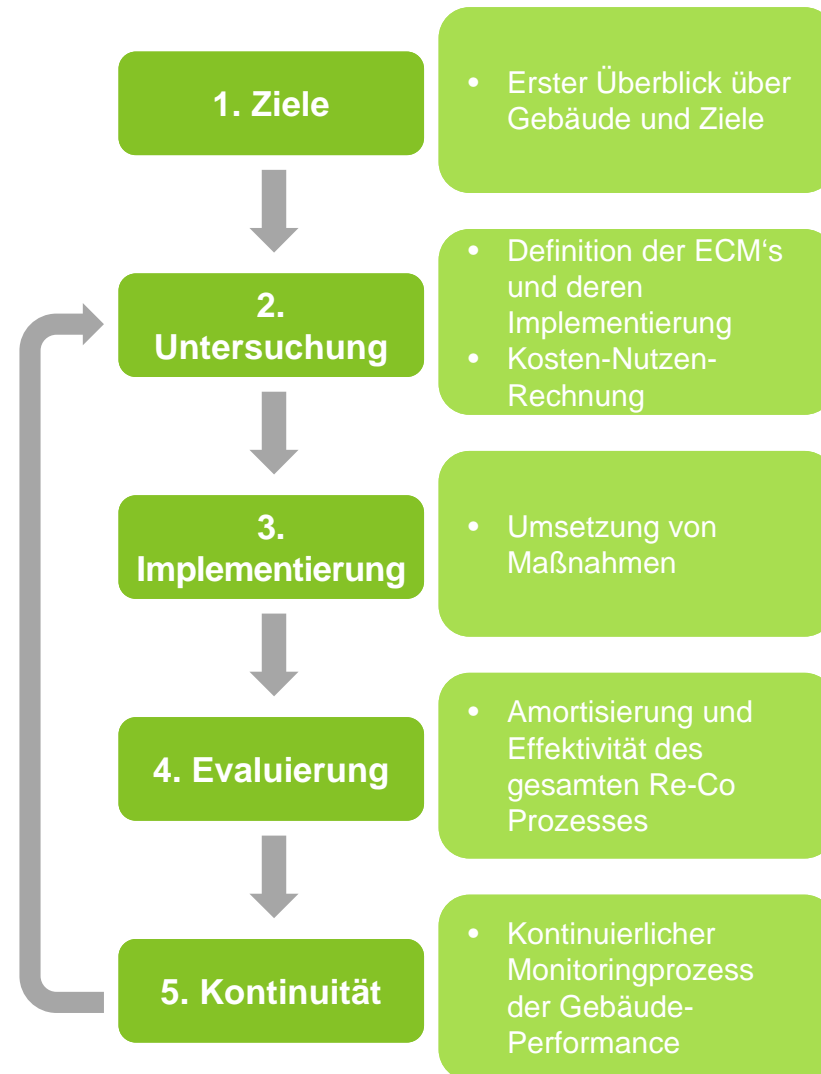 1. Ziele
• Erster Überblick über
Gebäude und Ziele
2.
Untersuchung
• Definition der ECM‘s
und deren
Implementierung
• Kosten-Nutzen-
Rechnung
3.
Implementierung
• Umsetzung von
Maßnahmen
4. Evaluierung
• Amortisierung und
Effektivität des
gesamten Re-Co
Prozesses
5. Kontinuität
• Kontinuierlicher
Monitoringprozess
der Gebäude-
Performance